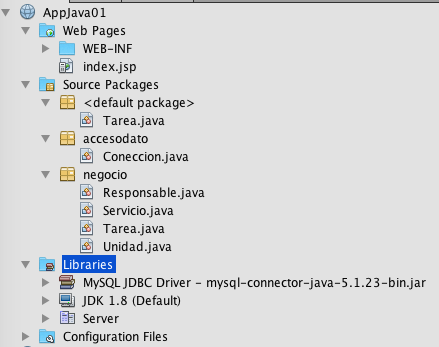 AppJava01
Web Pages
WEB-INF
index.jsp
Source Packages
<default package>
Tarea.java
accesodato
Coneccion.java
negocio
Responsable.java
Servicio.java
Tarea.java
Unidad.java
Libraries
MySQL JDBC Driver - mysql-connector-java-5.1.23-bin.jar
JDK 1.8 (Default)
Server
Configuration Files